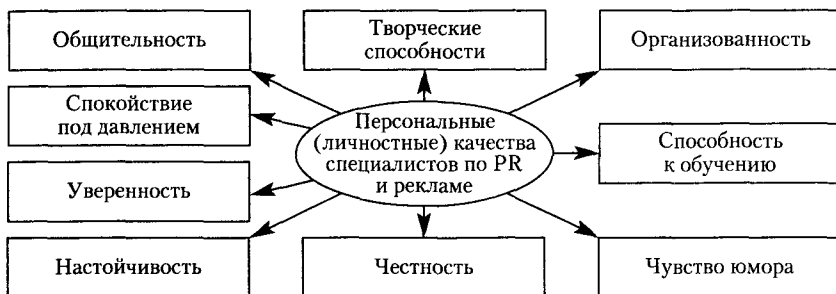 Общительность
Творческие
способности
Организованность
Спокойствие
под давлением
Персональные
(личностные) качества
специалистов по PR
и рекламе
Способность
к обучению
Уверенность
Настойчивость
Честность
Чувство юмора